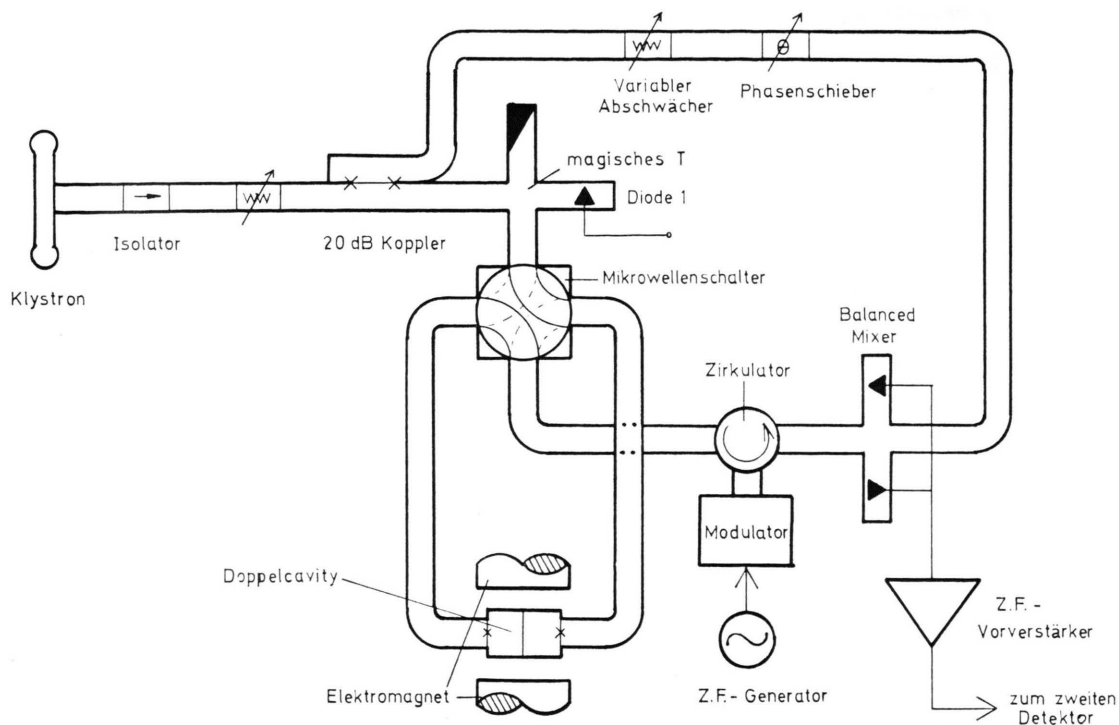 Variabler
Abschwächer
Phasenschieber
magisches T
Diode 1
Isolator
20 dB Koppler
Klystron
Mikrowellenschalter
Balanced
Mixer
Zirkulator
Modulator
Doppelcavity
Z.F.-
Vorverstärker
Elektromagnet
Z.F.- Generator
zum zweiten
Detektor